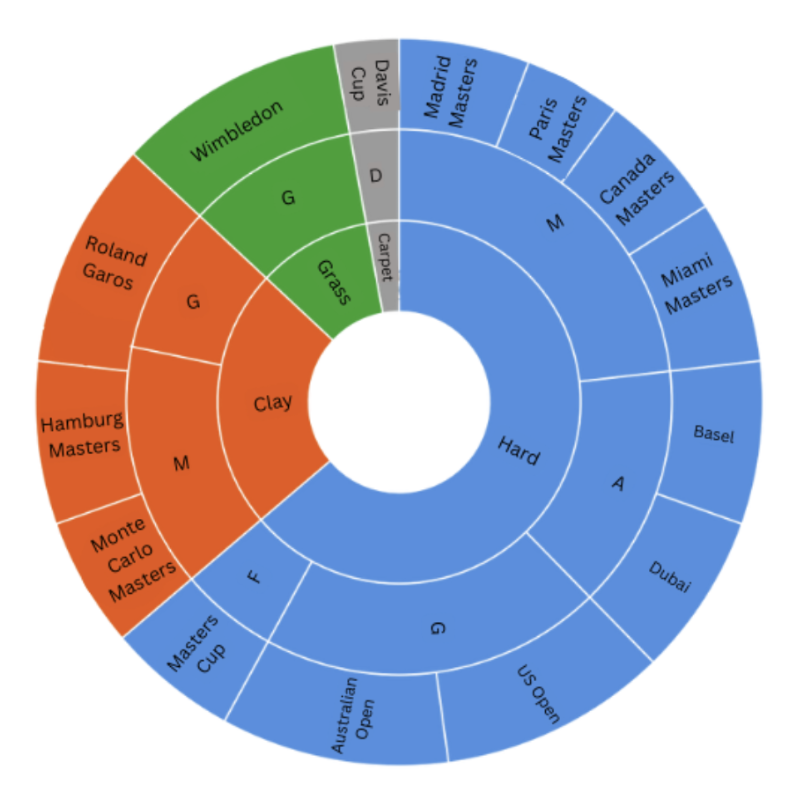 Davis
Cup
Madrid
Masters
Paris
Masters
Canada
Masters
Miami
Masters
Basel
Dubai
US Open
Australian
Open
Masters
Cup
Monte
Carlo
Masters
Hamburg
Masters
Roland
Garos
Wimbledon
D
M
A
G
F
M
G
G
Carpet
Hard
Clay
Grass